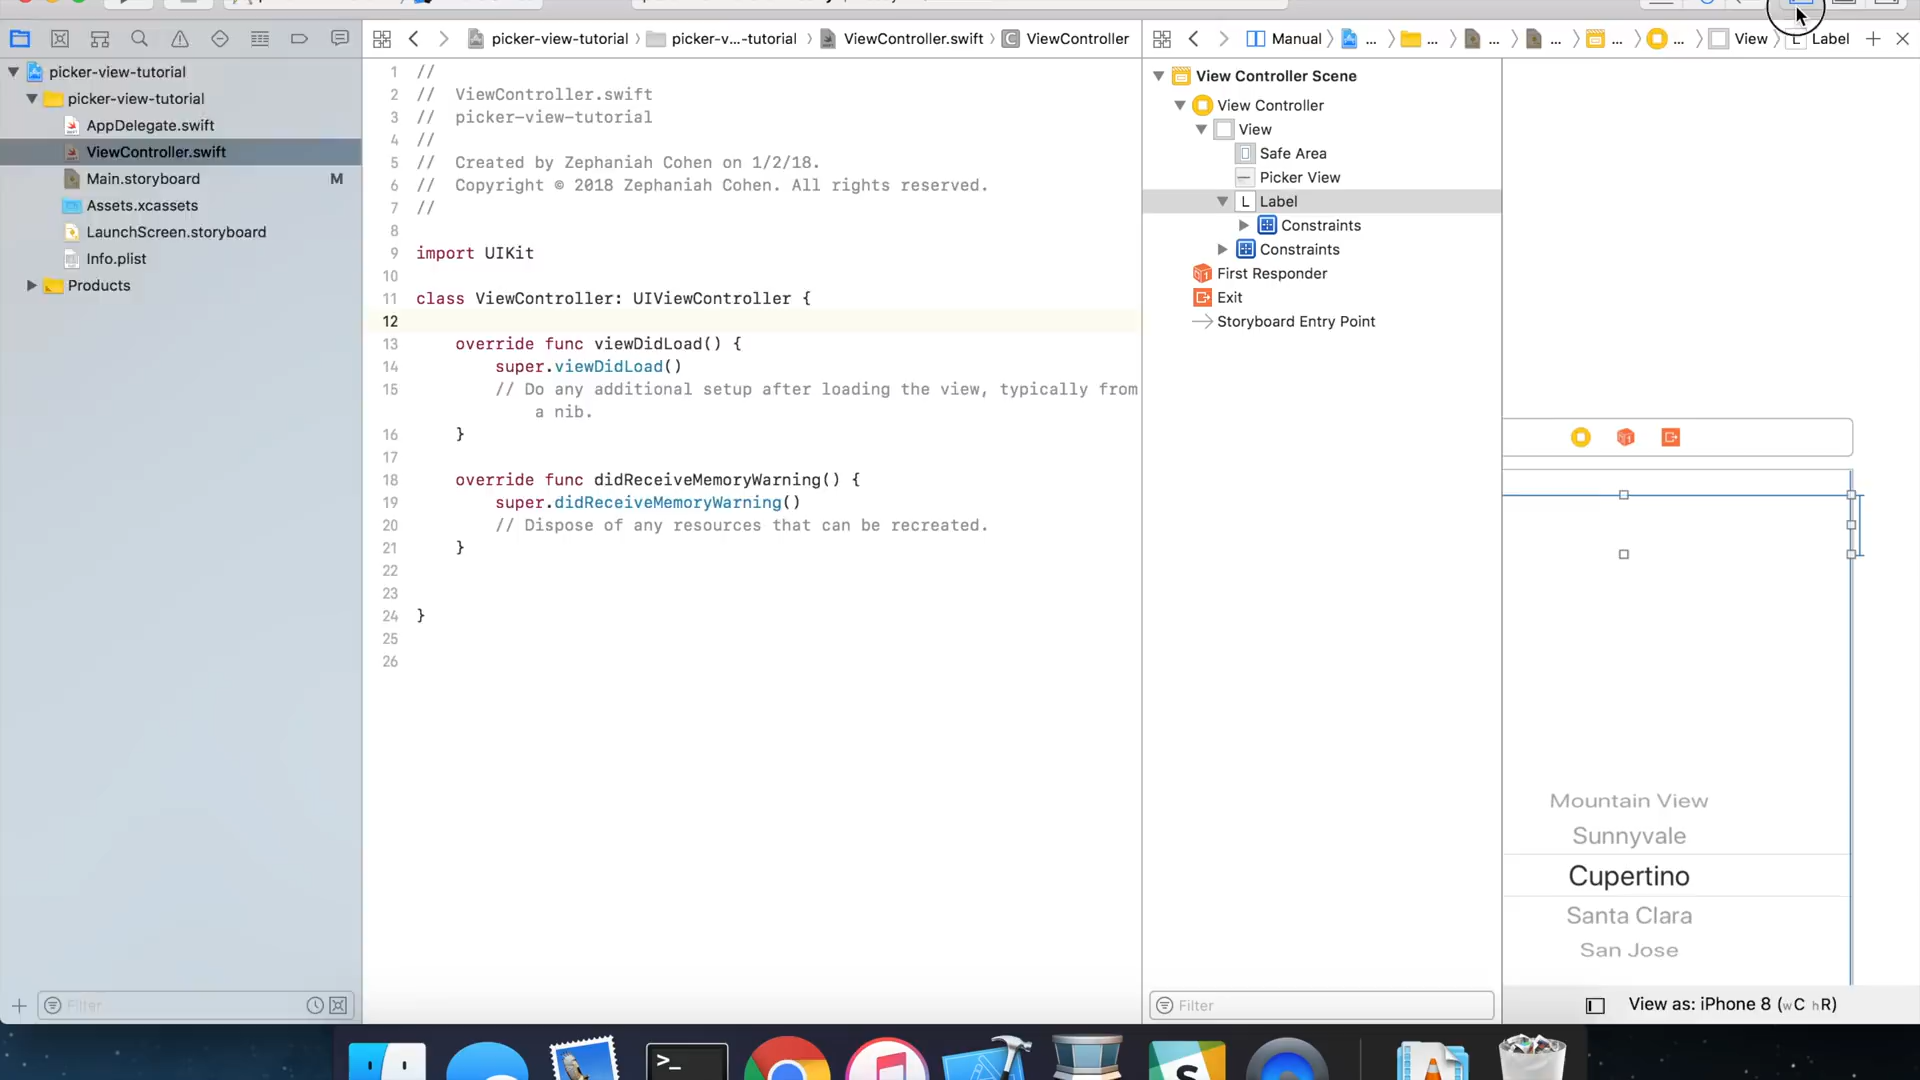 picker-view-tutorial
picker-v...-tutorial
ViewController.swift
ViewController
Manual
...
...
...
...
...
...
View
L
Label
picker-view-tutorial
picker-view-tutorial
AppDelegate.swift
ViewController.swift
Main.storyboard
M
Assets.xcassets
LaunchScreen.storyboard
Info.plist
Products
Filter
1 //
2 // ViewController.swift
3 // picker-view-tutorial
4 //
5 // Created by Zephaniah Cohen on 1/2/18.
6 // Copyright © 2018 Zephaniah Cohen. All rights reserved.
7 //
8
9 import UIKit
10
11 class ViewController: UIViewController {
12
13 override func viewDidLoad() {
14 super.viewDidLoad()
15 // Do any additional setup after loading the view, typically from
a nib.
16 }
17
18 override func didReceiveMemoryWarning() {
19 super.didReceiveMemoryWarning()
20 // Dispose of any resources that can be recreated.
21 }
22
23
24 }
25
26
View Controller Scene
View Controller
View
Safe Area
Picker View
L Label
Constraints
Constraints
First Responder
Exit
Storyboard Entry Point
Filter
Mountain View
Sunnyvale
Cupertino
Santa Clara
San Jose
View as: iPhone 8 (wC hR)
>_
S